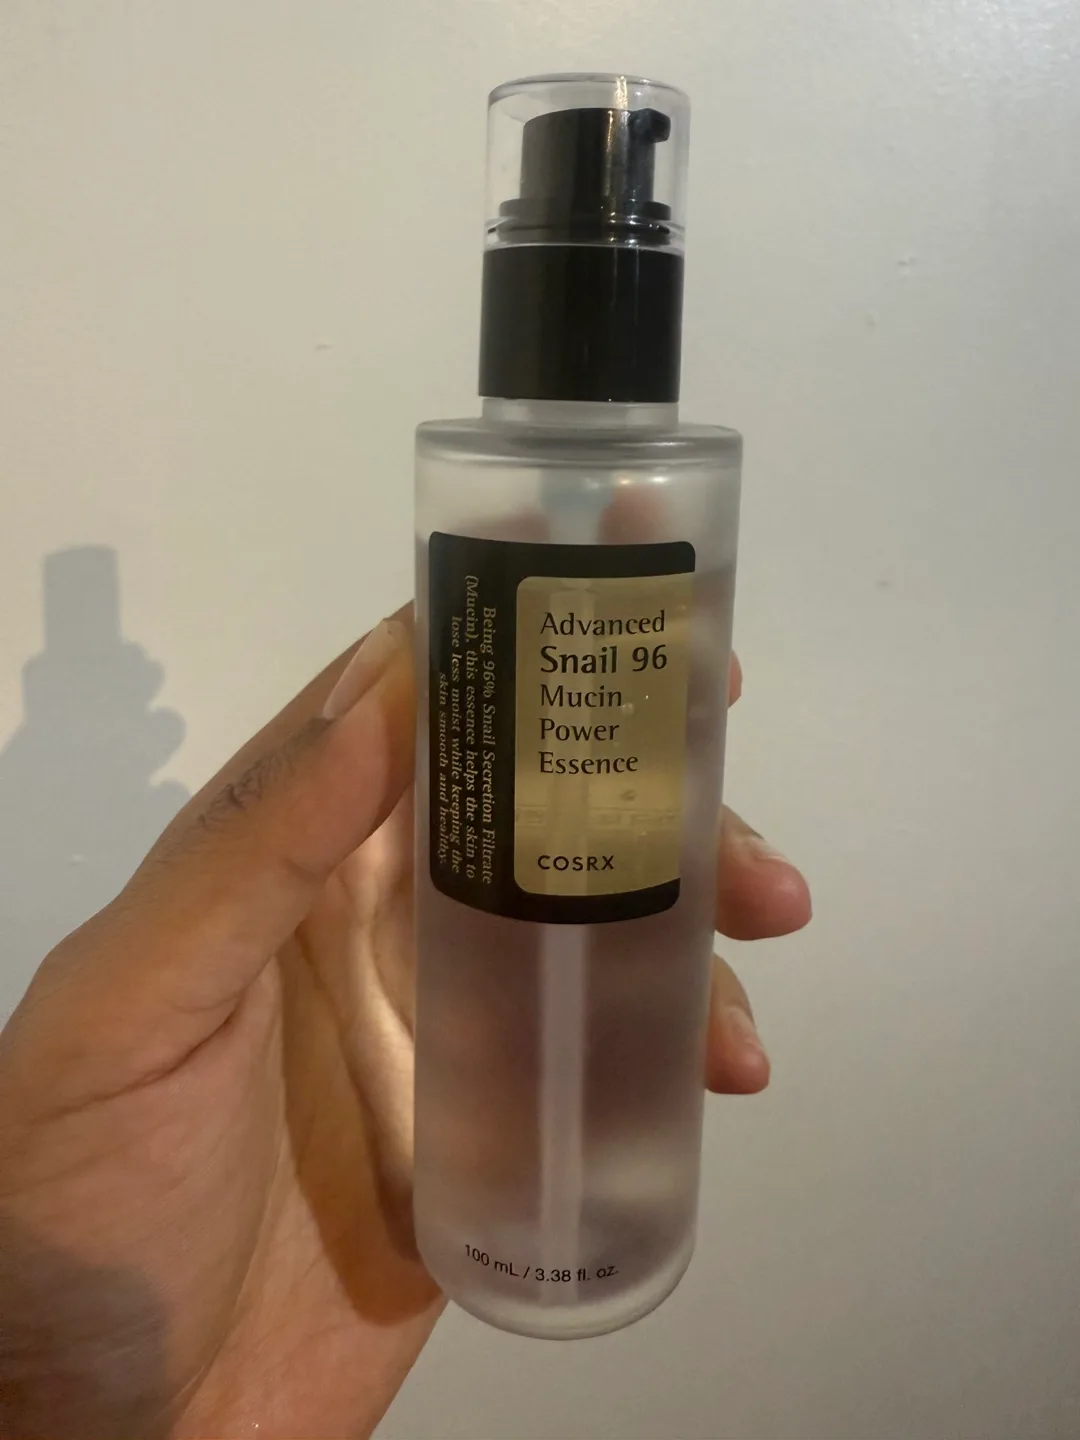 Advanced
Snail 96
Mucin
Power
Essence
COSRX
Being 96% Snail Secretion Filtrate
(Mucin), this essence helps the skin to
lose less moist while keeping the
skin smooth and healthy.
100 mL / 3.38 fl. oz.